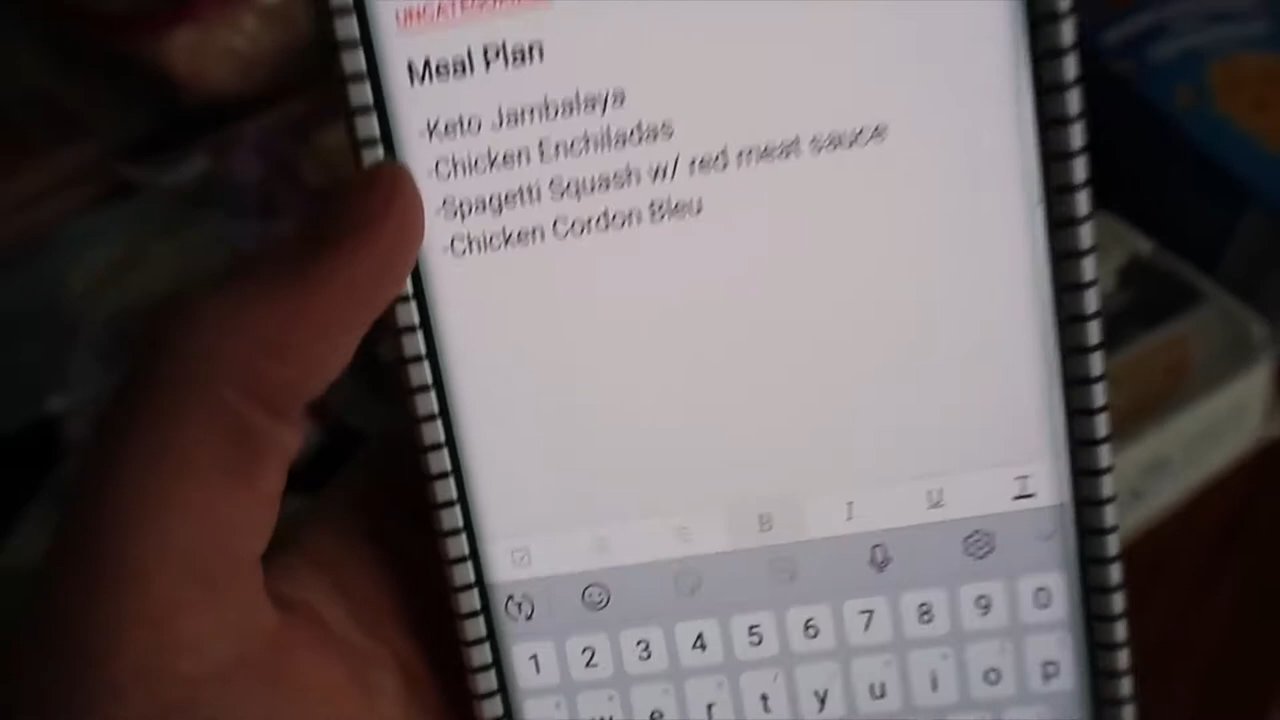 UNCATEGORIZED
Meal Plan
-Keto Jambalaya
-Chicken Enchiladas
-Spagetti Squash w/ red meat sauce
-Chicken Cordon Bleu
B I U T
T
1 2 3 4 5 6 7 8 9 0
w e r t y u i o p